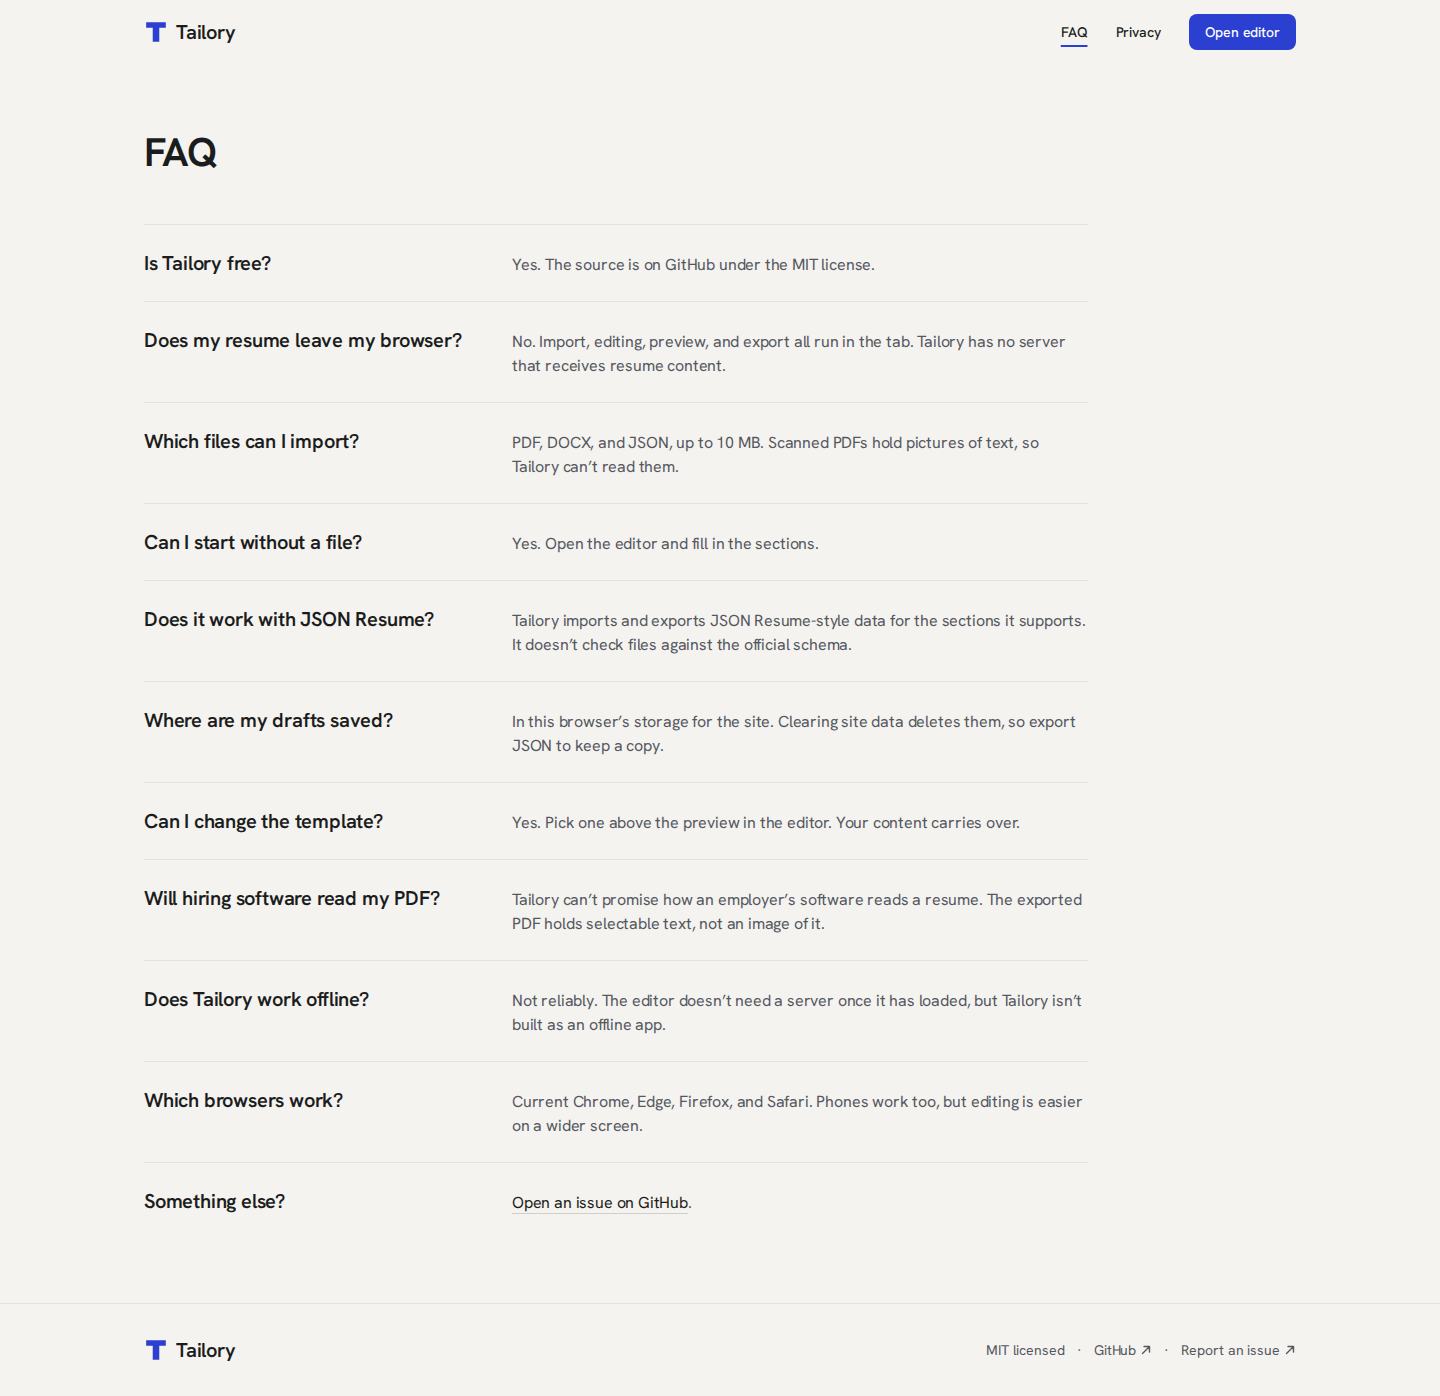 Tailory
FAQ
Privacy
Open editor
FAQ
Is Tailory free?
Yes. The source is on GitHub under the MIT license.
Does my resume leave my browser?
No. Import, editing, preview, and export all run in the tab. Tailory has no server
that receives resume content.
Which files can I import?
PDF, DOCX, and JSON, up to 10 MB. Scanned PDFs hold pictures of text, so
Tailory can’t read them.
Can I start without a file?
Yes. Open the editor and fill in the sections.
Does it work with JSON Resume?
Tailory imports and exports JSON Resume-style data for the sections it supports.
It doesn’t check files against the official schema.
Where are my drafts saved?
In this browser’s storage for the site. Clearing site data deletes them, so export
JSON to keep a copy.
Can I change the template?
Yes. Pick one above the preview in the editor. Your content carries over.
Will hiring software read my PDF?
Tailory can’t promise how an employer’s software reads a resume. The exported
PDF holds selectable text, not an image of it.
Does Tailory work offline?
Not reliably. The editor doesn’t need a server once it has loaded, but Tailory isn’t
built as an offline app.
Which browsers work?
Current Chrome, Edge, Firefox, and Safari. Phones work too, but editing is easier
on a wider screen.
Something else?
Open an issue on GitHub.
Tailory
MIT licensed · GitHub ↗ · Report an issue ↗